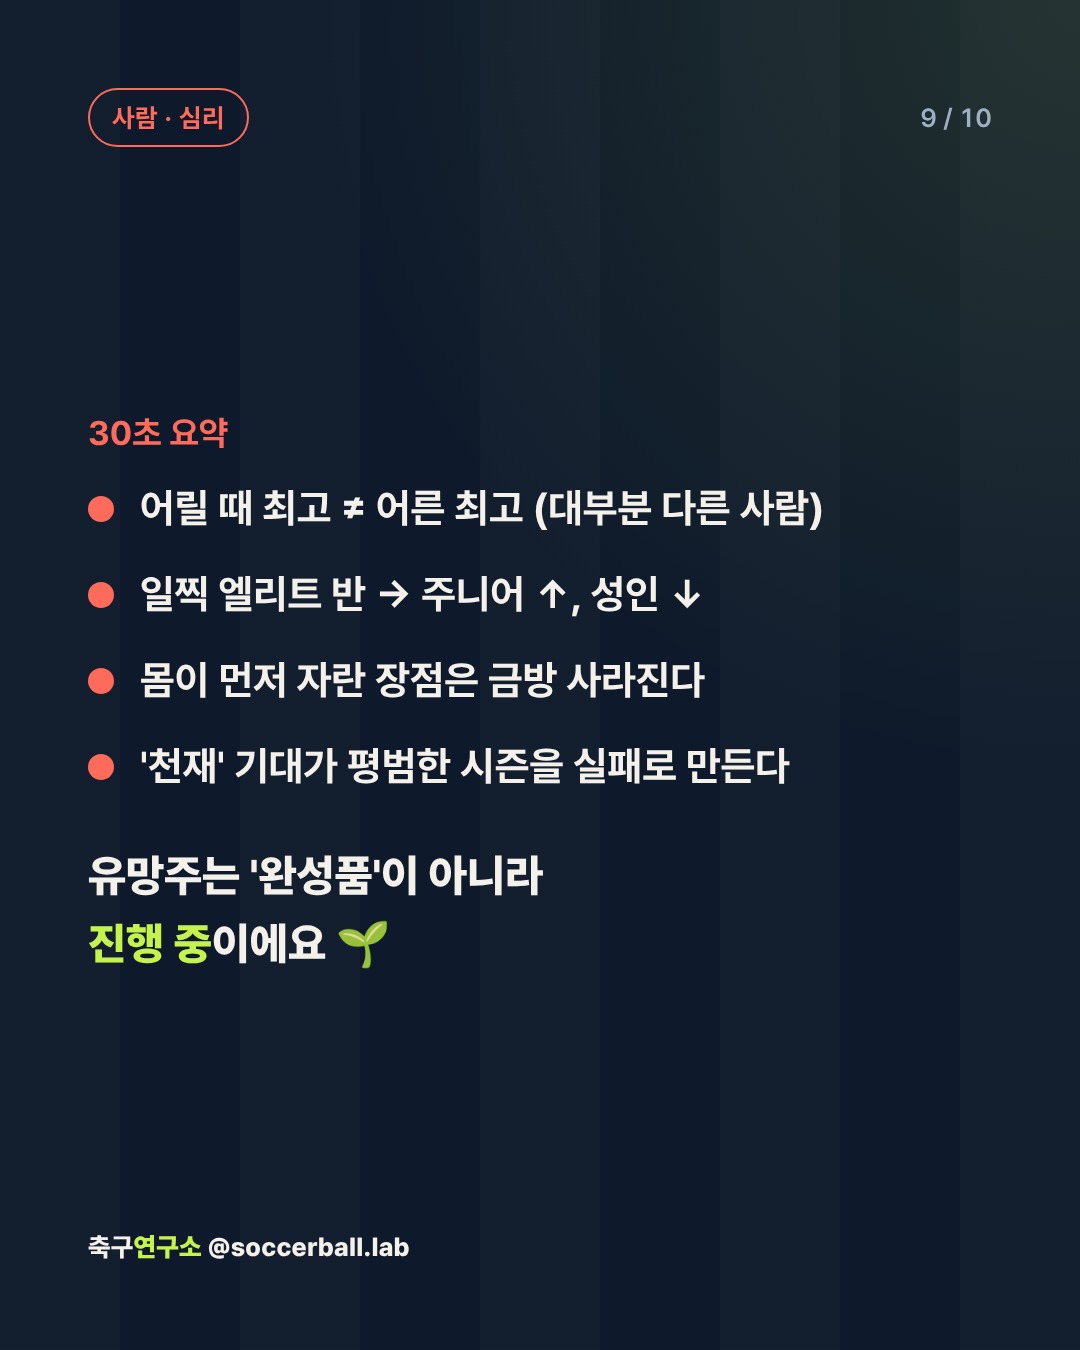 사람 · 심리
9 / 10
30초 요약
어릴 때 최고 ≠ 어른 최고 (대부분 다른 사람)
일찍 엘리트 반 → 주니어 ↑, 성인 ↓
몸이 먼저 자란 장점은 금방 사라진다
'천재' 기대가 평범한 시즌을 실패로 만든다
유망주는 '완성품'이 아니라
진행 중이에요 🌱
축구연구소 @soccerball.lab